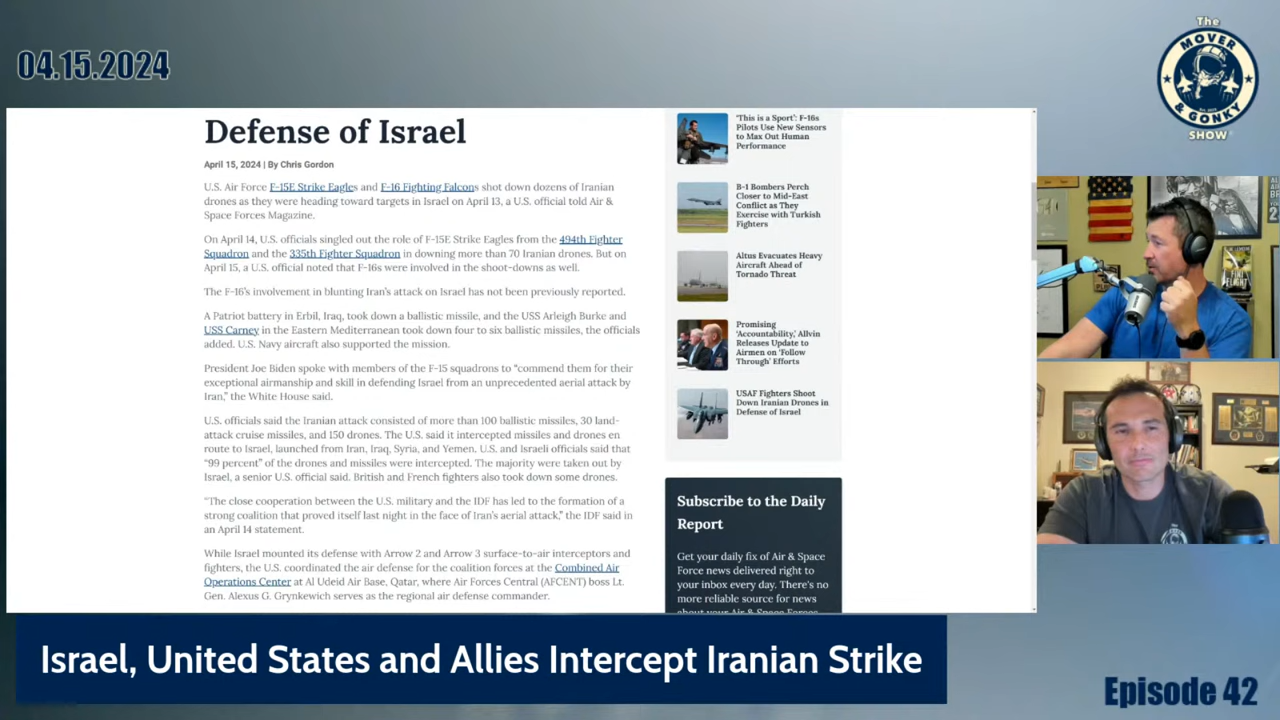 04.15.2024
The
MOVER
& GONKY
SHOW
Defense of Israel
April 15, 2024 | By Chris Gordon
U.S. Air Force F-15E Strike Eagles and F-16 Fighting Falcons shot down dozens of Iranian
drones as they were heading toward targets in Israel on April 13, a U.S. official told Air &
Space Forces Magazine.
On April 14, U.S. officials singled out the role of F-15E Strike Eagles from the 494th Fighter
Squadron and the 335th Fighter Squadron in downing more than 70 Iranian drones. But on
April 15, a U.S. official noted that F-16s were involved in the shoot-downs as well.
The F-16's involvement in blunting Iran's attack on Israel has not been previously reported.
A Patriot battery in Erbil, Iraq, took down a ballistic missile, and the USS Arleigh Burke and
USS Carney in the Eastern Mediterranean took down four to six ballistic missiles, the officials
added. U.S. Navy aircraft also supported the mission.
President Joe Biden spoke with members of the F-15 squadrons to "commend them for their
exceptional airmanship and skill in defending Israel from an unprecedented aerial attack by
Iran," the White House said.
U.S. officials said the Iranian attack consisted of more than 100 ballistic missiles, 30 land-
attack cruise missiles, and 150 drones. The U.S. said it intercepted missiles and drones en
route to Israel, launched from Iran, Iraq, Syria, and Yemen. U.S. and Israeli officials said that
"99 percent" of the drones and missiles were intercepted. The majority were taken out by
Israel, a senior U.S. official said. British and French fighters also took down some drones.
"The close cooperation between the U.S. military and the IDF has led to the formation of a
strong coalition that proved itself last night in the face of Iran's aerial attack," the IDF said in
an April 14 statement.
While Israel mounted its defense with Arrow 2 and Arrow 3 surface-to-air interceptors and
fighters, the U.S. coordinated the air defense for the coalition forces at the Combined Air
Operations Center at Al Udeid Air Base, Qatar, where Air Forces Central (AFCENT) boss Lt.
Gen. Alexus G. Grynkewich serves as the regional air defense commander.
'This is a Sport': F-16s
Pilots Use New Sensors
to Max Out Human
Performance
B-1 Bombers Perch
Closer to Mid-East
Conflict as They
Exercise with Turkish
Fighters
Altus Evacuates Heavy
Aircraft Ahead of
Tornado Threat
Promising
'Accountability,' Allvin
Releases Update to
Airmen on 'Follow
Through' Efforts
USAF Fighters Shoot
Down Iranian Drones in
Defense of Israel
Subscribe to the Daily
Report
Get your daily fix of Air & Space
Force news delivered right to
your inbox every day. There's no
more reliable source for news
about your Air & Space Forces
Israel, United States and Allies Intercept Iranian Strike
Episode 42